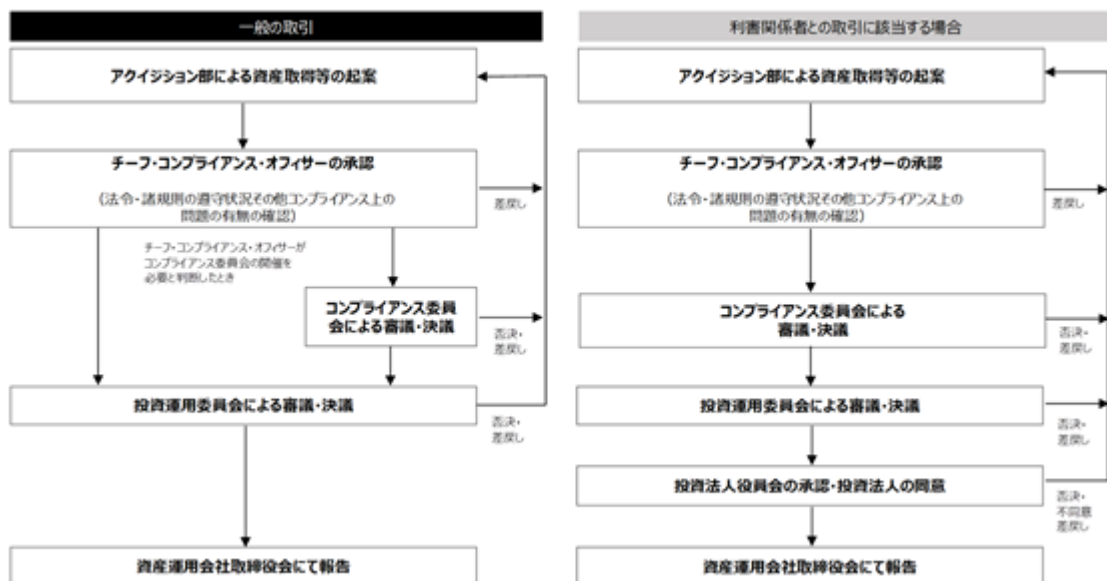 一般の取引
アクイジション部による資産取得等の起案
チーフ・コンプライアンス・オフィサーの承認
(法令・諸規則の遵守状況その他コンプライアンス上の
問題の有無の確認)
差戻し
チーフ・コンプライアンス・オフィサーが
コンプライアンス委員会の開催を
必要と判断したとき
コンプライアンス委員
会による審議・決議
否決・
差戻し
投資運用委員会による審議・決議
否決・
差戻し
資産運用会社取締役会にて報告
利害関係者との取引に該当する場合
アクイジション部による資産取得等の起案
チーフ・コンプライアンス・オフィサーの承認
(法令・諸規則の遵守状況その他コンプライアンス上の
問題の有無の確認)
差戻し
コンプライアンス委員会による
審議・決議
否決・
差戻し
投資運用委員会による審議・決議
否決・
差戻し
投資法人役員会の承認・投資法人の同意
否決・
不同意
差戻し
資産運用会社取締役会にて報告